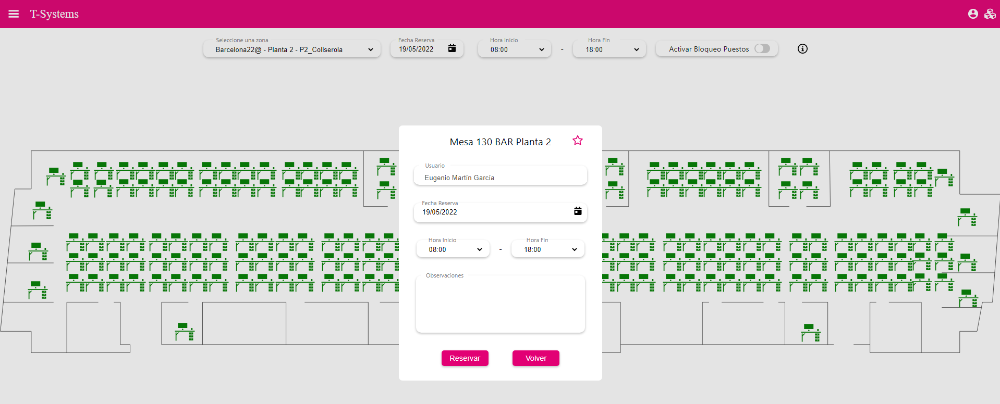 T-Systems
Seleccione una zona
Barcelona22@ - Planta 2 - P2_Collserola
Fecha Reserva
19/05/2022
Hora Inicio
08:00
-
Hora Fin
18:00
Activar Bloqueo Puestos
Mesa 130 BAR Planta 2
Usuario
Eugenio Martín García
Fecha Reserva
19/05/2022
Hora Inicio
08:00
-
Hora Fin
18:00
Observaciones
Reservar
Volver